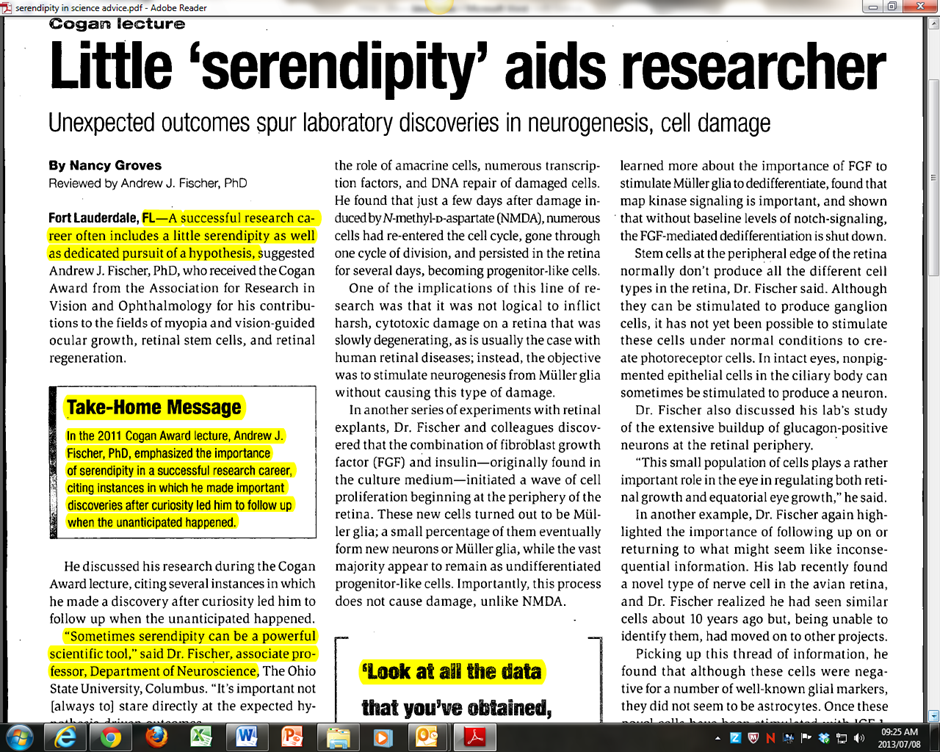 serendipity in science advice.pdf - Adobe Reader
Cogan lecture
Little 'serendipity' aids researcher
Unexpected outcomes spur laboratory discoveries in neurogenesis, cell damage
By Nancy Groves
Reviewed by Andrew J. Fischer, PhD
Fort Lauderdale, FL—A successful research ca-
reer often includes a little serendipity as well
as dedicated pursuit of a hypothesis, suggested
Andrew J. Fischer, PhD, who received the Cogan
Award from the Association for Research in
Vision and Ophthalmology for his contribu-
tions to the fields of myopia and vision-guided
ocular growth, retinal stem cells, and retinal
regeneration.
Take-Home Message
In the 2011 Cogan Award lecture, Andrew J.
Fischer, PhD, emphasized the importance
of serendipity in a successful research career,
citing instances in which he made important
discoveries after curiosity led him to follow up
when the unanticipated happened.
He discussed his research during the Cogan
Award lecture, citing several instances in which
he made a discovery after curiosity led him to
follow up when the unanticipated happened.
"Sometimes serendipity can be a powerful
scientific tool," said Dr. Fischer, associate pro-
fessor, Department of Neuroscience, The Ohio
State University, Columbus. "It's important not
[always to] stare directly at the expected hy-
the role of amacrine cells, numerous transcrip-
tion factors, and DNA repair of damaged cells.
He found that just a few days after damage in-
duced by N-methyl-D-aspartate (NMDA), numerous
cells had re-entered the cell cycle, gone through
one cycle of division, and persisted in the retina
for several days, becoming progenitor-like cells.
One of the implications of this line of re-
search was that it was not logical to inflict
harsh, cytotoxic damage on a retina that was
slowly degenerating, as is usually the case with
human retinal diseases; instead, the objective
was to stimulate neurogenesis from Müller glia
without causing this type of damage.
In another series of experiments with retinal
explants, Dr. Fischer and colleagues discov-
ered that the combination of fibroblast growth
factor (FGF) and insulin—originally found in
the culture medium—initiated a wave of cell
proliferation beginning at the periphery of the
retina. These new cells turned out to be Mül-
ler glia; a small percentage of them eventually
form new neurons or Müller glia, while the vast
majority appear to remain as undifferentiated
progenitor-like cells. Importantly, this process
does not cause damage, unlike NMDA.
'Look at all the data
that you've obtained,
learned more about the importance of FGF to
stimulate Müller glia to dedifferentiate, found that
map kinase signaling is important, and shown
that without baseline levels of notch-signaling,
the FGF-mediated dedifferentiation is shut down.
Stem cells at the peripheral edge of the retina
normally don't produce all the different cell
types in the retina, Dr. Fischer said. Although
they can be stimulated to produce ganglion
cells, it has not yet been possible to stimulate
these cells under normal conditions to cre-
ate photoreceptor cells. In intact eyes, nonpig-
mented epithelial cells in the ciliary body can
sometimes be stimulated to produce a neuron.
Dr. Fischer also discussed his lab's study
of the extensive buildup of glucagon-positive
neurons at the retinal periphery.
"This small population of cells plays a rather
important role in the eye in regulating both reti-
nal growth and equatorial eye growth," he said.
In another example, Dr. Fischer again high-
lighted the importance of following up on or
returning to what might seem like inconse-
quential information. His lab recently found
a novel type of nerve cell in the avian retina,
and Dr. Fischer realized he had seen similar
cells about 10 years ago but, being unable to
identify them, had moved on to other projects.
Picking up this thread of information, he
found that although these cells were nega-
tive for a number of well-known glial markers,
they did not seem to be astrocytes. Once these
09:25 AM
2013/07/08